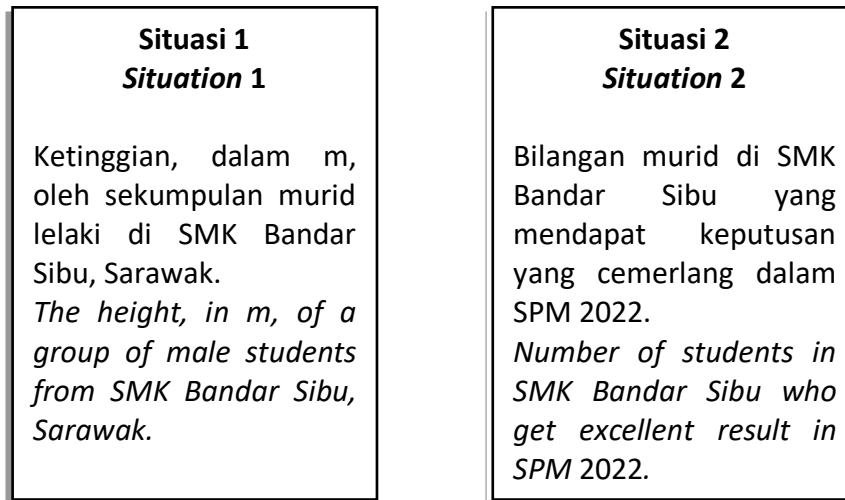 Situasi 1
Situation 1
Ketinggian, dalam m,
oleh sekumpulan murid
lelaki di SMK Bandar
Sibu, Sarawak.
The height, in m, of a
group of male students
from SMK Bandar Sibu,
Sarawak.
Situasi 2
Situation 2
Bilangan murid di SMK
Bandar Sibu yang
mendapat keputusan
yang cemerlang dalam
SPM 2022.
Number of students in
SMK Bandar Sibu who
get excellent result in
SPM 2022.